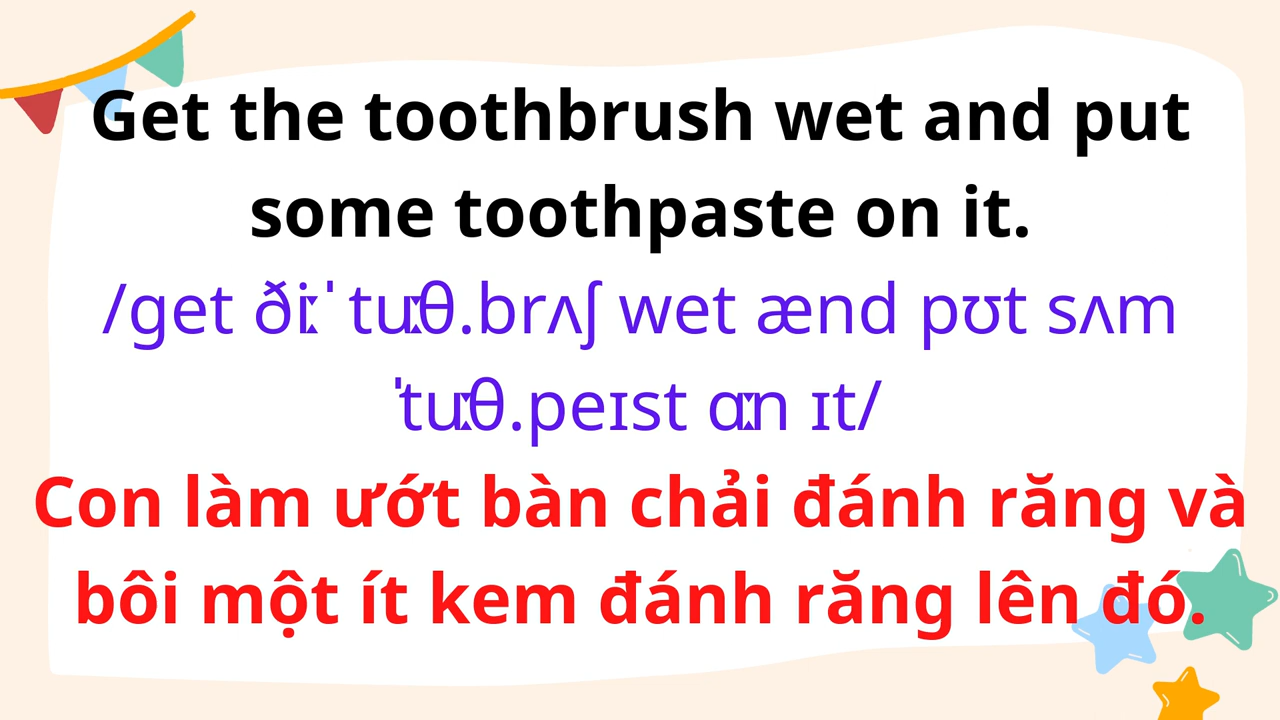 Get the toothbrush wet and put
some toothpaste on it.
/ɡet ðiːˈ tuːθ.brʌʃ wet ænd pʊt sʌm
ˈtuːθ.peɪst ɑːn ɪt/
Con làm ướt bàn chải đánh răng và
bôi một ít kem đánh răng lên đó.